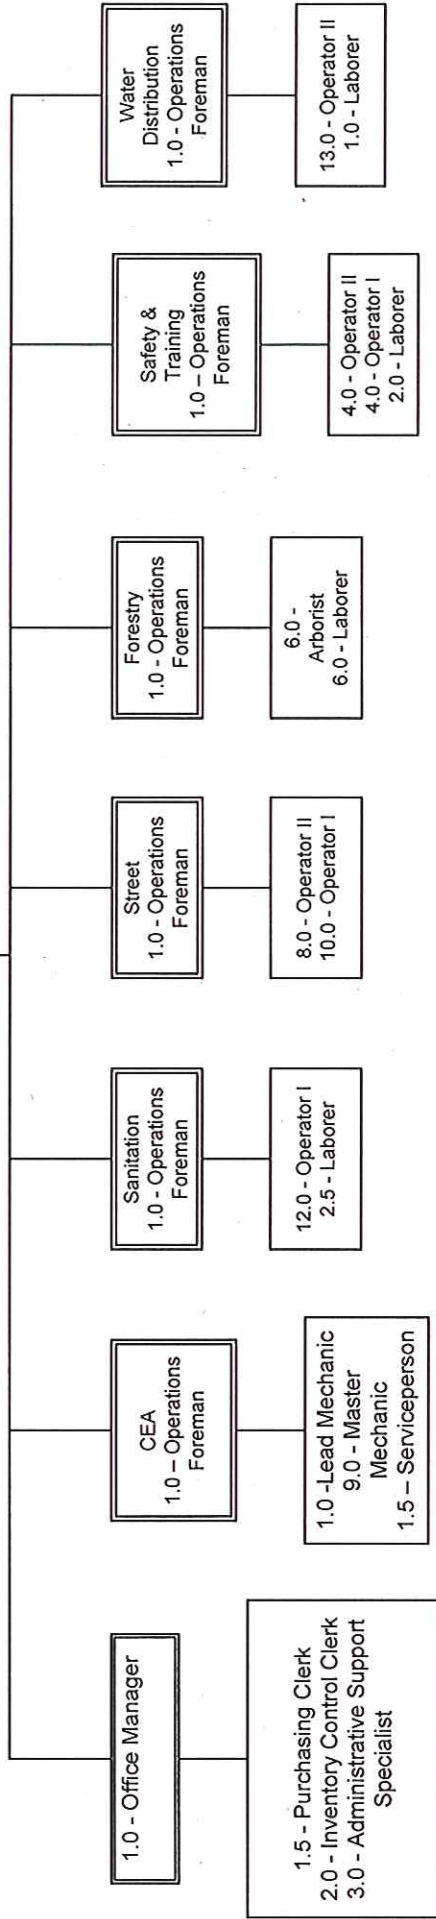 1.0 - Office Manager
1.5 - Purchasing Clerk
2.0 - Inventory Control Clerk
3.0 - Administrative Support
Specialist
CEA
1.0 – Operations
Foreman
1.0 -Lead Mechanic
9.0 - Master
Mechanic
1.5 – Serviceperson
Sanitation
1.0 - Operations
Foreman
12.0 - Operator I
2.5 - Laborer
Street
1.0 - Operations
Foreman
8.0 - Operator II
10.0 - Operator I
Forestry
1.0 - Operations
Foreman
6.0 -
Arborist
6.0 - Laborer
Safety &
Training
1.0 – Operations
Foreman
4.0 - Operator II
4.0 - Operator I
2.0 - Laborer
Water
Distribution
1.0 - Operations
Foreman
13.0 - Operator II
1.0 - Laborer